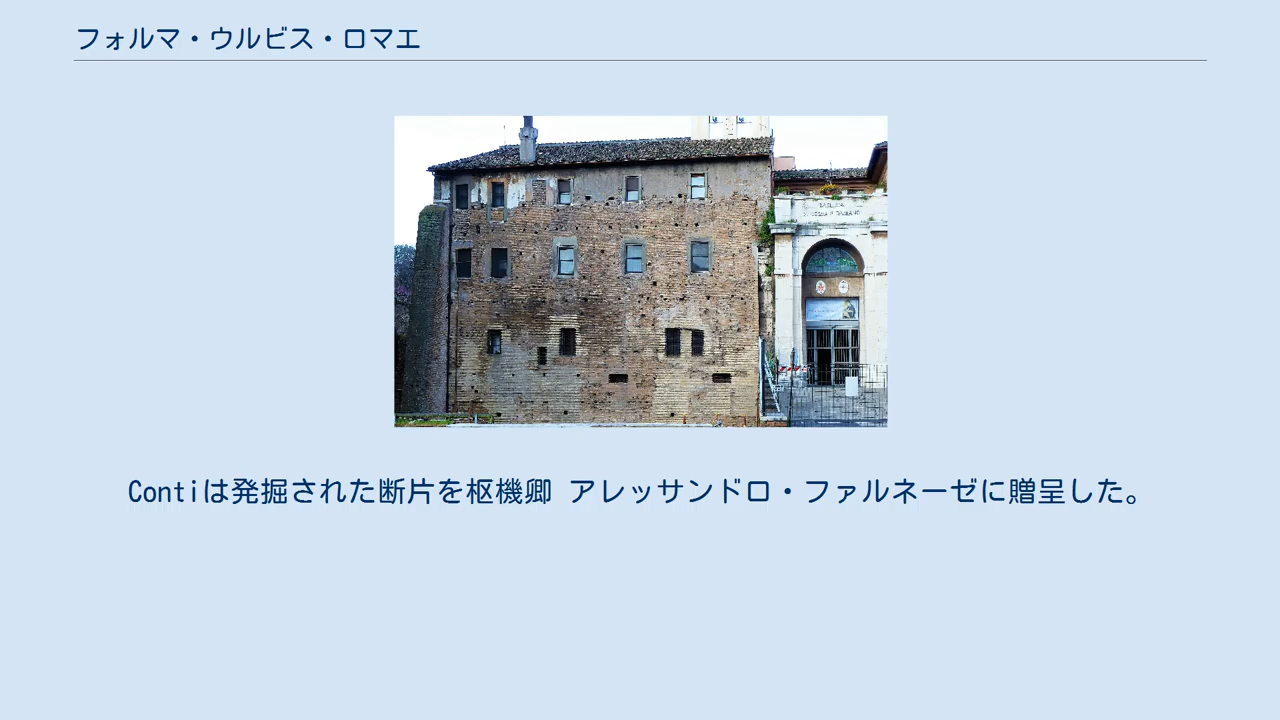 フォルマ・ウルビス・ロマエ
BASILICA
Contiは発掘された断片を枢機卿 アレッサンドロ・ファルネーゼに贈呈した。